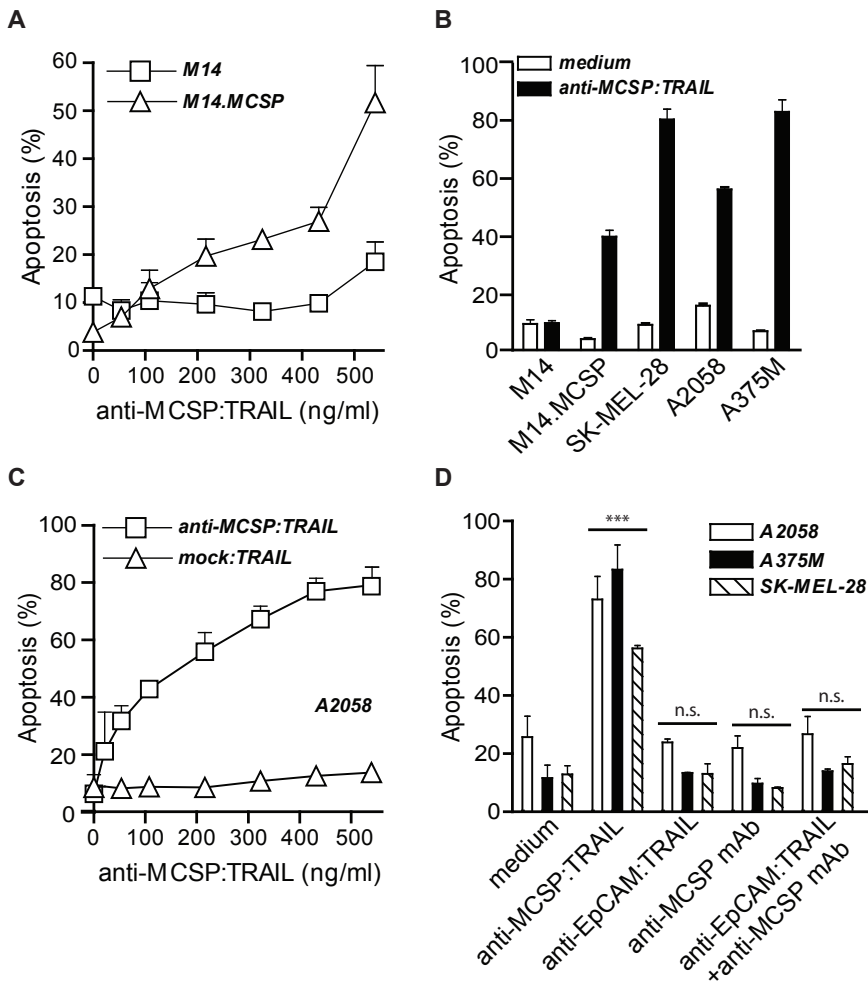 A
60
50
40
30
20
10
0
Apoptosis (%)
M14
M14.MCSP
0 100 200 300 400 500
anti-MCSP:TRAIL (ng/ml)
B
100
80
60
40
20
0
Apoptosis (%)
medium
anti-MCSP:TRAIL
M14
M14.MCSP
SK-MEL-28
A2058
A375M
C
100
80
60
40
20
0
Apoptosis (%)
anti-MCSP:TRAIL
mock:TRAIL
A2058
0 100 200 300 400 500
anti-MCSP:TRAIL (ng/ml)
D
100
80
60
40
20
0
Apoptosis (%)
***
A2058
A375M
SK-MEL-28
n.s.
n.s.
n.s.
medium
anti-MCSP:TRAIL
anti-EpCAM:TRAIL
anti-MCSP mAb
anti-EpCAM:TRAIL
+anti-MCSP mAb